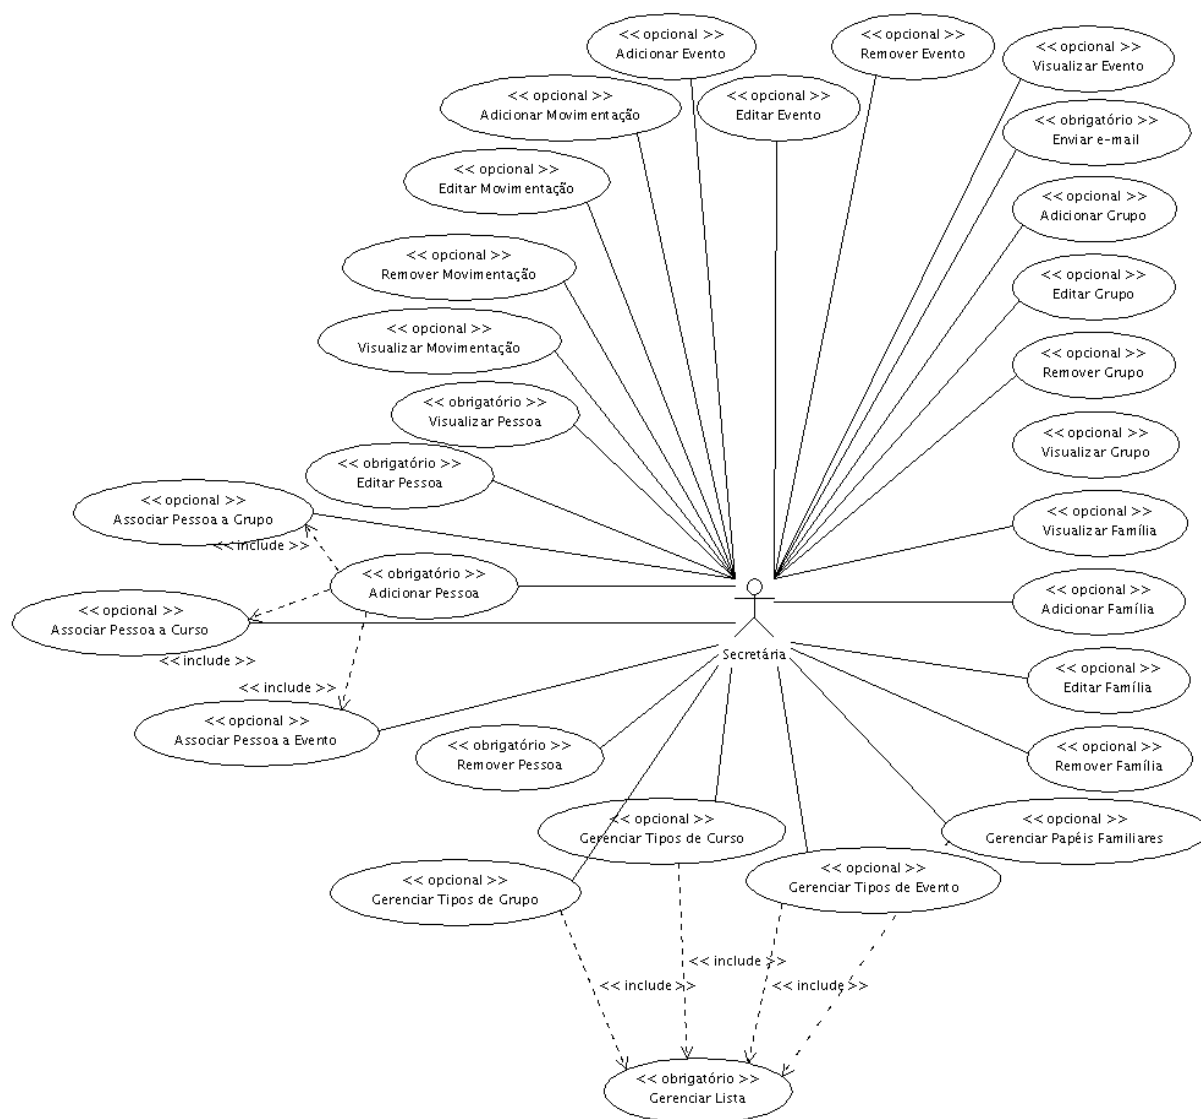 << opcional >>
Adicionar Evento
<< opcional >>
Remover Evento
<< opcional >>
Visualizar Evento
<< opcional >>
Adicionar Movimentação
<< opcional >>
Editar Evento
<< obrigatório >>
Enviar e-mail
<< opcional >>
Editar Movimentação
<< opcional >>
Adicionar Grupo
<< opcional >>
Remover Movimentação
<< opcional >>
Editar Grupo
<< opcional >>
Visualizar Movimentação
<< opcional >>
Remover Grupo
<< obrigatório >>
Visualizar Pessoa
<< opcional >>
Visualizar Grupo
<< obrigatório >>
Editar Pessoa
<< opcional >>
Associar Pessoa a Grupo
<< include >>
<< opcional >>
Visualizar Família
<< obrigatório >>
Adicionar Pessoa
<< opcional >>
Adicionar Família
<< opcional >>
Associar Pessoa a Curso
<< include >>
Secretária
<< include >>
<< opcional >>
Editar Família
<< opcional >>
Associar Pessoa a Evento
<< obrigatório >>
Remover Pessoa
<< opcional >>
Remover Família
<< opcional >>
Gerenciar Tipos de Curso
<< opcional >>
Gerenciar Papéis Familiares
<< opcional >>
Gerenciar Tipos de Grupo
<< opcional >>
Gerenciar Tipos de Evento
<< include >>
<< include >>
<< include >>
<< obrigatório >>
Gerenciar Lista